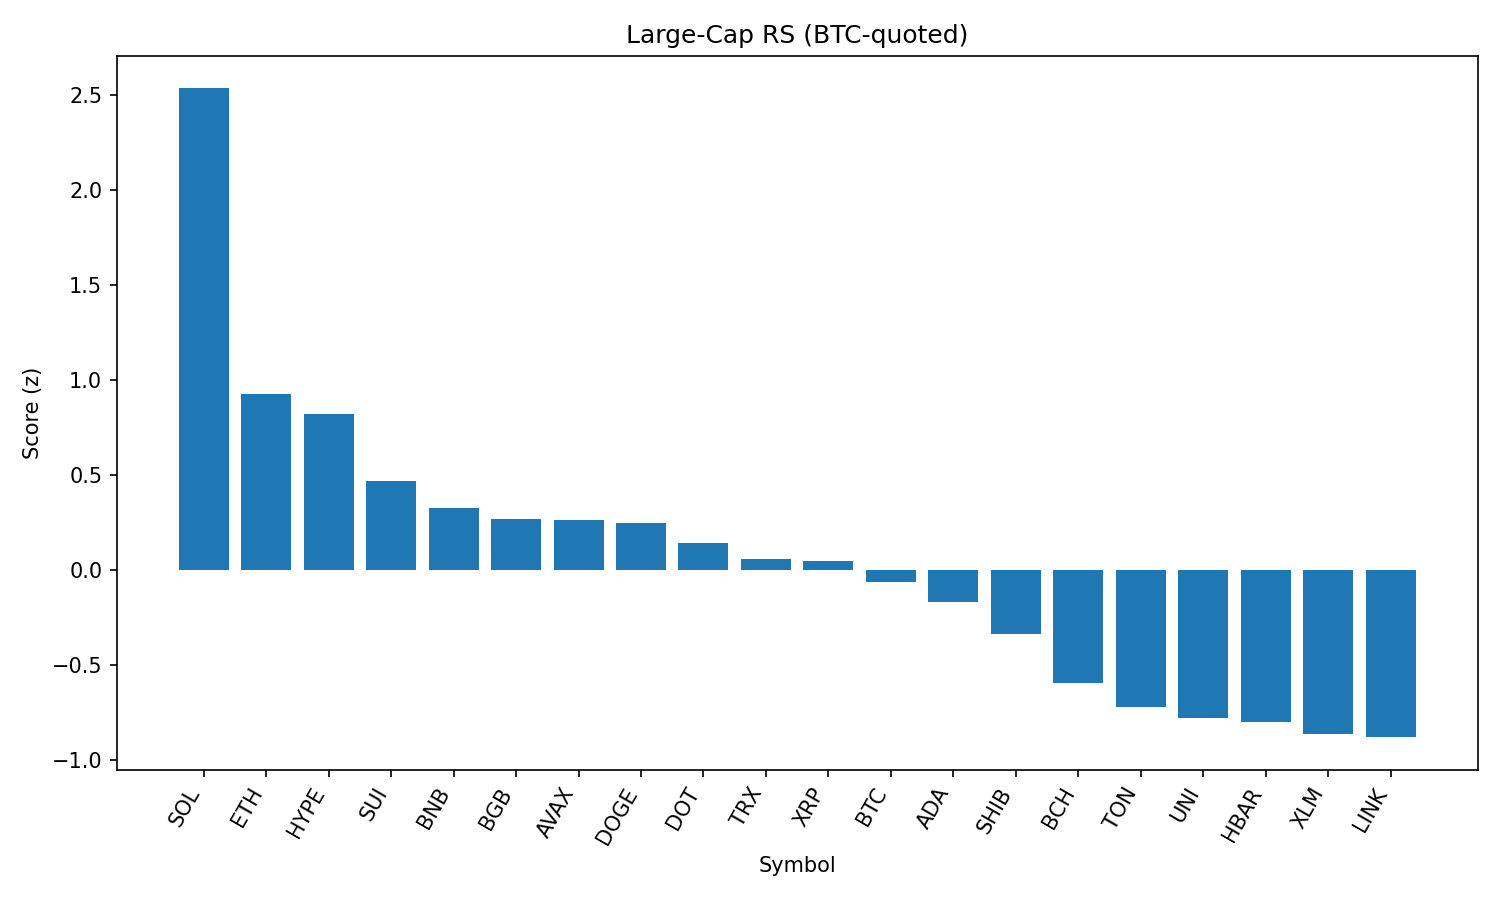 Large-Cap RS (BTC-quoted)
2.5
2.0
1.5
1.0
0.5
0.0
−0.5
−1.0
Score (z)
SOL
ETH
HYPE
SUI
BNB
BGB
AVAX
DOGE
DOT
TRX
XRP
BTC
ADA
SHIB
BCH
TON
UNI
HBAR
XLM
LINK
Symbol